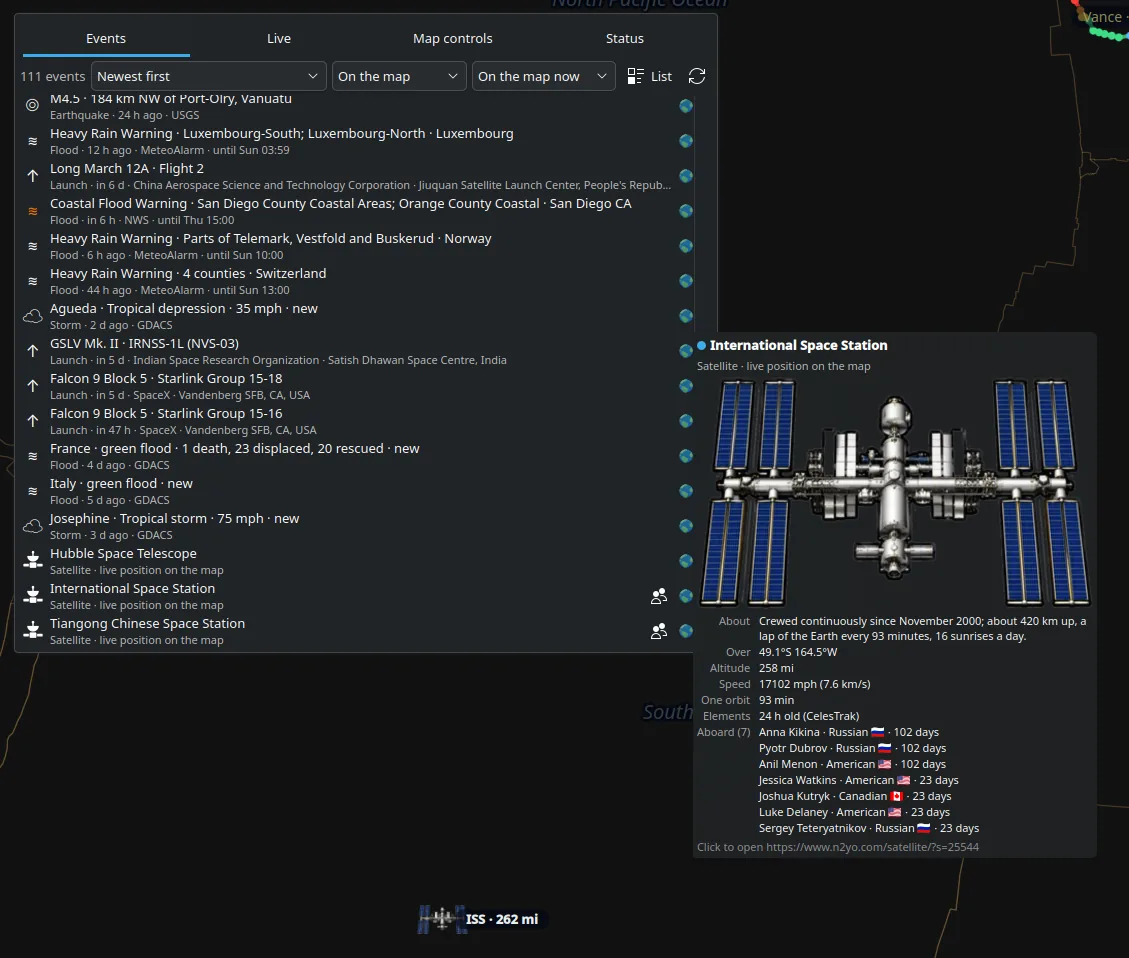 North Pacific Ocean
Vance ·
Events
Live
Map controls
Status
111 events
Newest first
On the map
On the map now
List
M4.5 · 184 km NW of Port-Olry, Vanuatu
Earthquake · 24 h ago · USGS
Heavy Rain Warning · Luxembourg-South; Luxembourg-North · Luxembourg
Flood · 12 h ago · MeteoAlarm · until Sun 03:59
Long March 12A · Flight 2
Launch · in 6 d · China Aerospace Science and Technology Corporation · Jiuquan Satellite Launch Center, People's Repub...
Coastal Flood Warning · San Diego County Coastal Areas; Orange County Coastal · San Diego CA
Flood · in 6 h · NWS · until Thu 15:00
Heavy Rain Warning · Parts of Telemark, Vestfold and Buskerud · Norway
Flood · 6 h ago · MeteoAlarm · until Sun 10:00
Heavy Rain Warning · 4 counties · Switzerland
Flood · 44 h ago · MeteoAlarm · until Sun 13:00
Agueda · Tropical depression · 35 mph · new
Storm · 2 d ago · GDACS
GSLV Mk. II · IRNSS-1L (NVS-03)
Launch · in 5 d · Indian Space Research Organization · Satish Dhawan Space Centre, India
Falcon 9 Block 5 · Starlink Group 15-18
Launch · in 5 d · SpaceX · Vandenberg SFB, CA, USA
Falcon 9 Block 5 · Starlink Group 15-16
Launch · in 47 h · SpaceX · Vandenberg SFB, CA, USA
France · green flood · 1 death, 23 displaced, 20 rescued · new
Flood · 4 d ago · GDACS
Italy · green flood · new
Flood · 5 d ago · GDACS
Josephine · Tropical storm · 75 mph · new
Storm · 3 d ago · GDACS
Hubble Space Telescope
Satellite · live position on the map
International Space Station
Satellite · live position on the map
Tiangong Chinese Space Station
Satellite · live position on the map
International Space Station
Satellite · live position on the map
About Crewed continuously since November 2000; about 420 km up, a
lap of the Earth every 93 minutes, 16 sunrises a day.
Over 49.1°S 164.5°W
Altitude 258 mi
Speed 17102 mph (7.6 km/s)
One orbit 93 min
Elements 24 h old (CelesTrak)
Aboard (7) Anna Kikina · Russian 🇷🇺 · 102 days
Pyotr Dubrov · Russian 🇷🇺 · 102 days
Anil Menon · American 🇺🇸 · 102 days
Jessica Watkins · American 🇺🇸 · 23 days
Joshua Kutryk · Canadian 🇨🇦 · 23 days
Luke Delaney · American 🇺🇸 · 23 days
Sergey Teteryatnikov · Russian 🇷🇺 · 23 days
Click to open https://www.n2yo.com/satellite/?s=25544
South
ISS · 262 mi